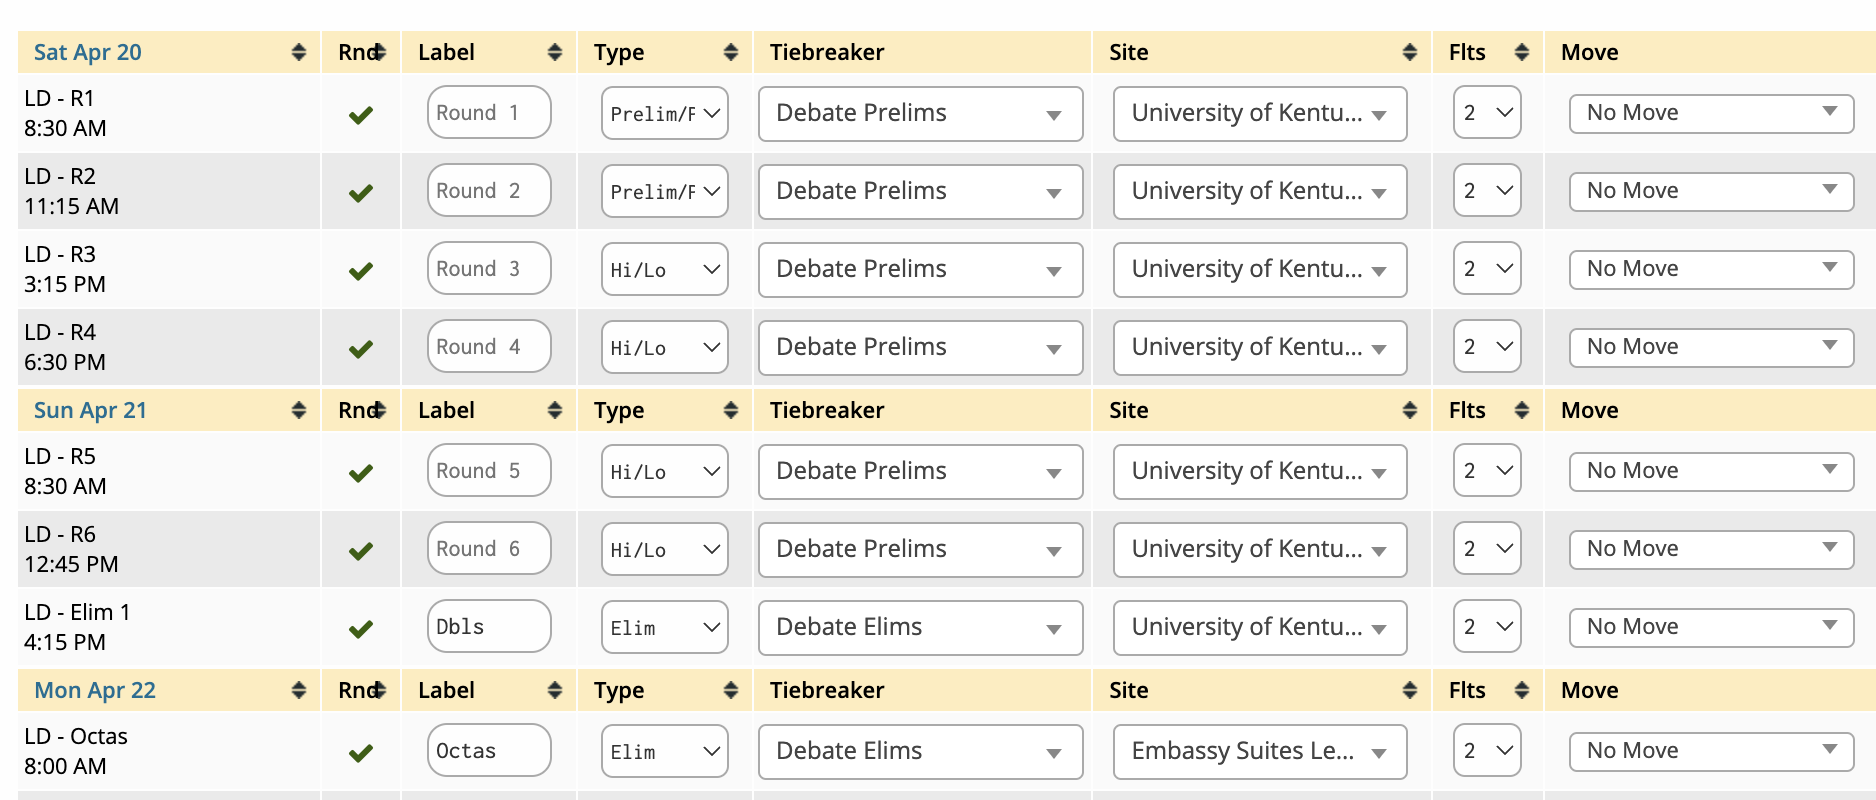 Sat Apr 20 Rnd Label Type Tiebreaker Site Flts Move
LD - R1
8:30 AM
Round 1 Prelim/P Debate Prelims University of Kentu... 2 No Move
LD - R2
11:15 AM
Round 2 Prelim/P Debate Prelims University of Kentu... 2 No Move
LD - R3
3:15 PM
Round 3 Hi/Lo Debate Prelims University of Kentu... 2 No Move
LD - R4
6:30 PM
Round 4 Hi/Lo Debate Prelims University of Kentu... 2 No Move
Sun Apr 21 Rnd Label Type Tiebreaker Site Flts Move
LD - R5
8:30 AM
Round 5 Hi/Lo Debate Prelims University of Kentu... 2 No Move
LD - R6
12:45 PM
Round 6 Hi/Lo Debate Prelims University of Kentu... 2 No Move
LD - Elim 1
4:15 PM
Dbls Elim Debate Elims University of Kentu... 2 No Move
Mon Apr 22 Rnd Label Type Tiebreaker Site Flts Move
LD - Octas
8:00 AM
Octas Elim Debate Elims Embassy Suites Le... 2 No Move